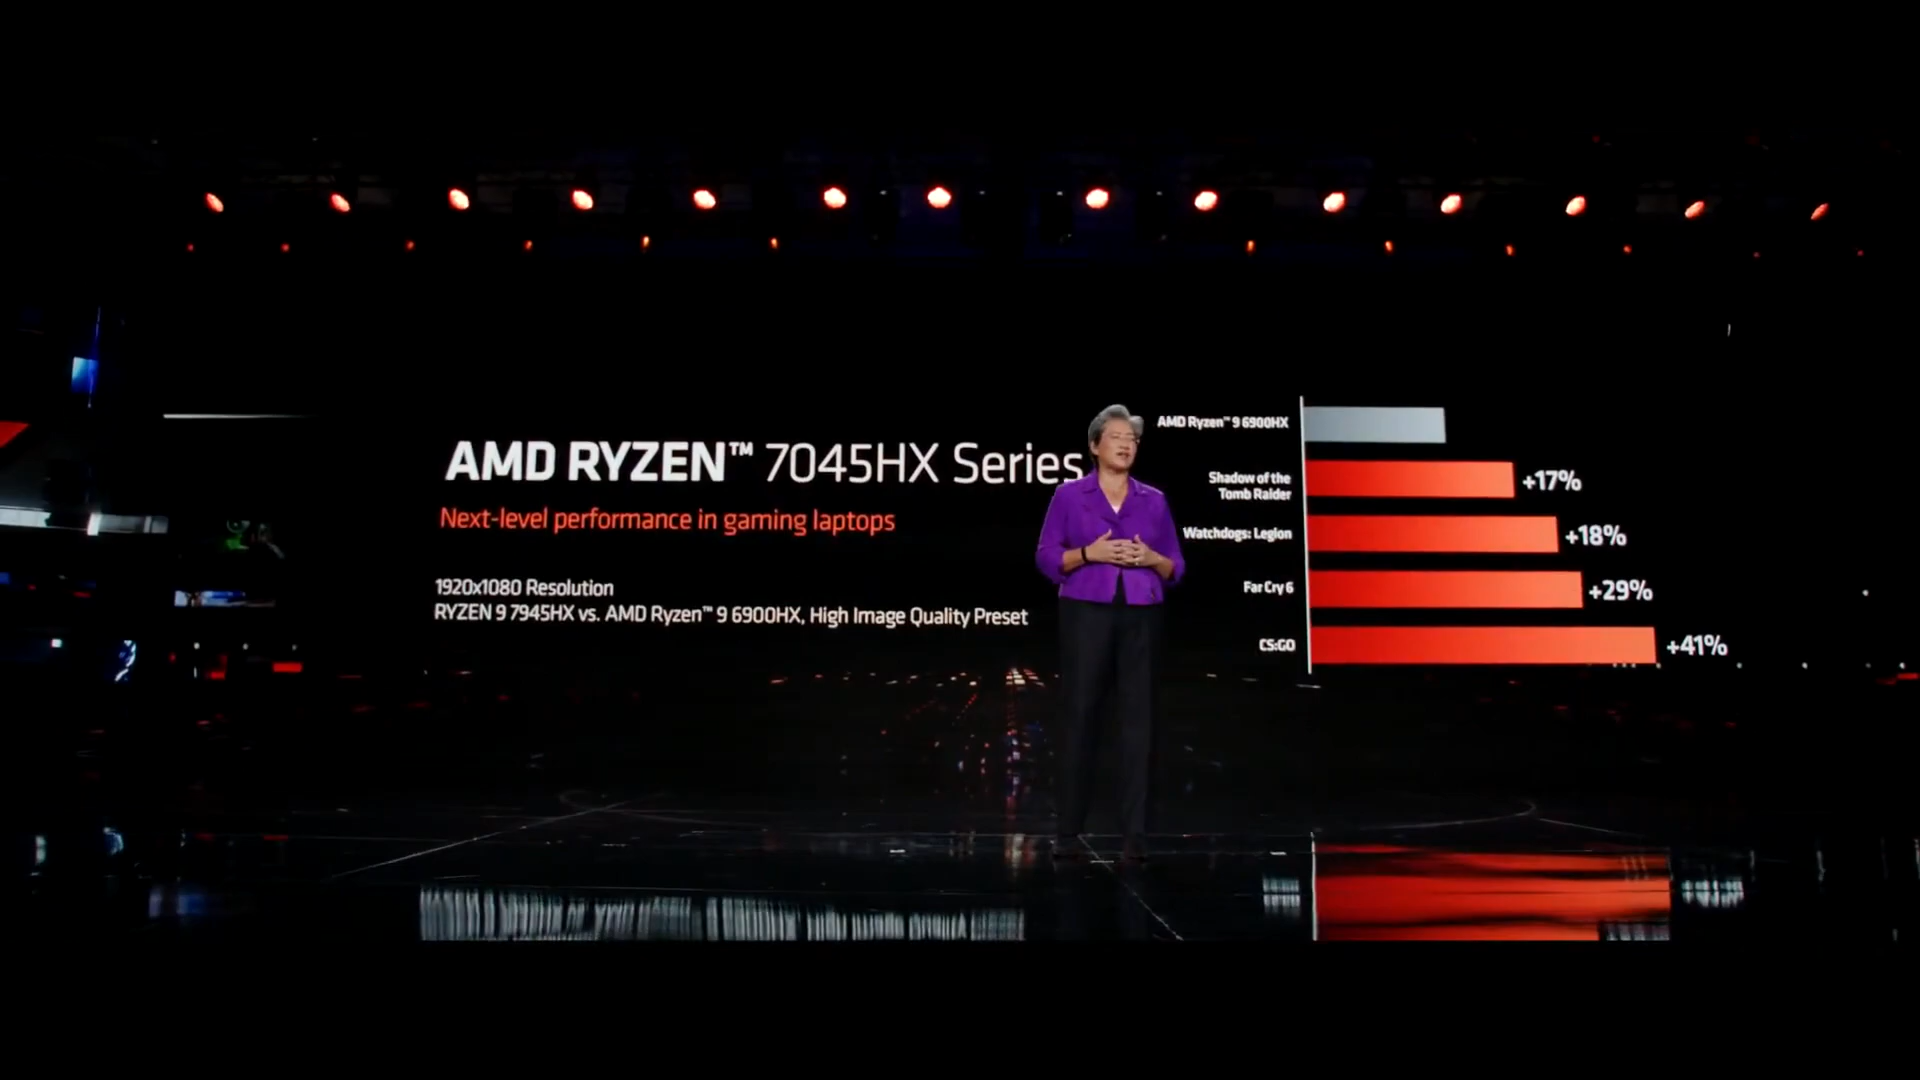 AMD RYZEN™ 7045HX Series
Next-level performance in gaming laptops
1920x1080 Resolution
RYZEN 9 7945HX vs. AMD Ryzen™ 9 6900HX, High Image Quality Preset
AMD Ryzen™ 9 6900HX
Shadow of the
Tomb Raider
+17%
Watchdogs: Legion
+18%
Far Cry 6
+29%
CS:GO
+41%